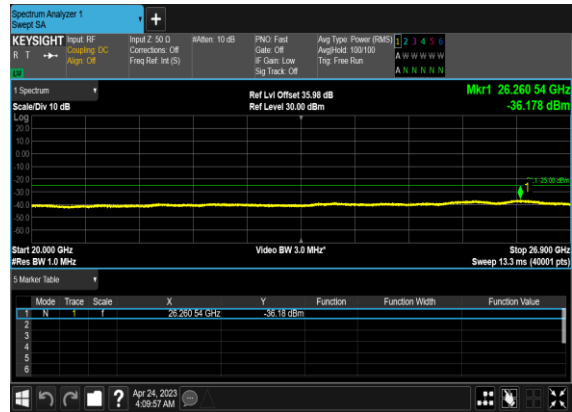 Spectrum Analyzer 1
Swept SA
KEYSIGHT Input: RF Input Z: 50 Ω #Atten: 10 dB PNO: Fast Avg Type: Power (RMS) 1 2 3 4 5 6
R T Coupling: DC Corrections: Off Gate: Off Avg|Hold: 100/100 A W W W W W
Align: Off Freq Ref: Int (S) IF Gain: Low Trig: Free Run
Sig Track: Off A N N N N N
1 Spectrum Ref Lvl Offset 35.98 dB Mkr1 26.260 54 GHz
Scale/Div 10 dB Ref Level 30.00 dBm -36.178 dBm
Log
20.0
10.0
0.00
-10.0
-20.0
-25.00 dBm
-30.0
1
-40.0
-50.0
-60.0
Start 20.000 GHz Video BW 3.0 MHz* Stop 26.900 GHz
#Res BW 1.0 MHz Sweep 13.3 ms (40001 pts)
5 Marker Table
Mode Trace Scale X Y Function Function Width Function Value
1 N 1 f 26.260 54 GHz -36.18 dBm
2
3
4
5
6
? Apr 24, 2023
4:09:57 AM